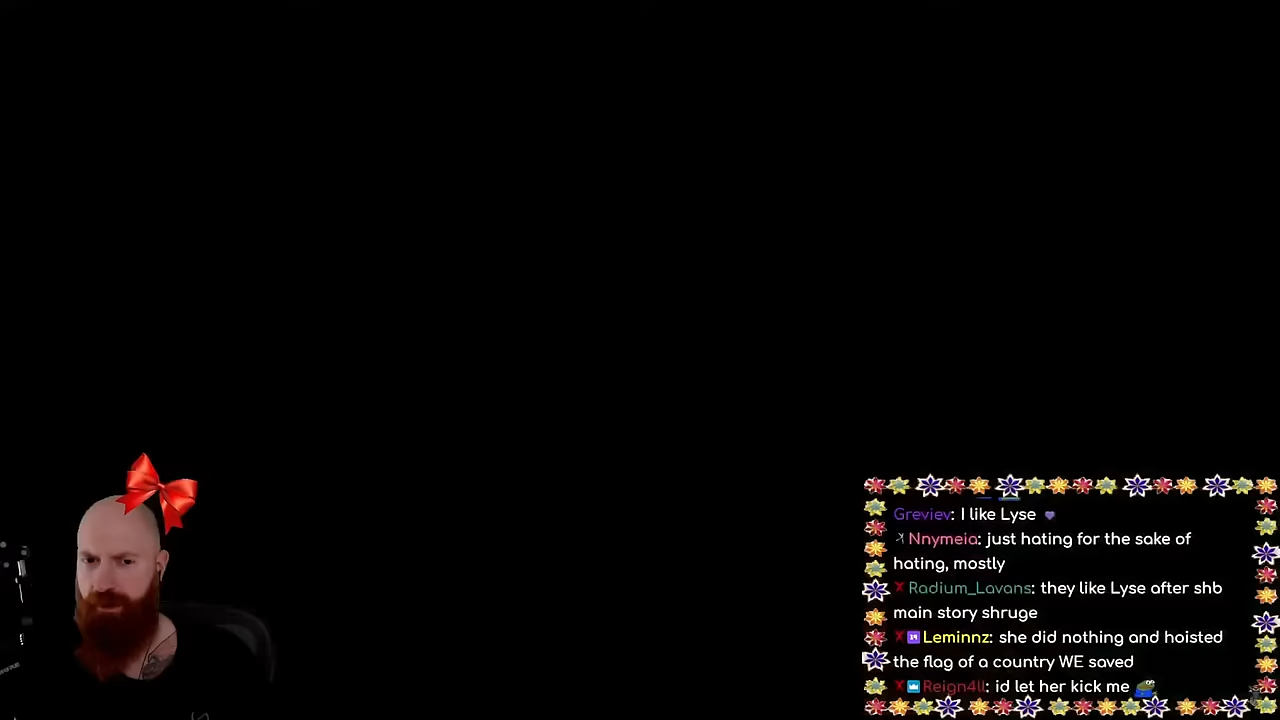 Greviev: I like Lyse
Nnymeia: just hating for the sake of
hating, mostly
Radium_Lavans: they like Lyse after shb
main story shruge
Leminnz: she did nothing and hoisted
the flag of a country WE saved
Reign4ll: id let her kick me